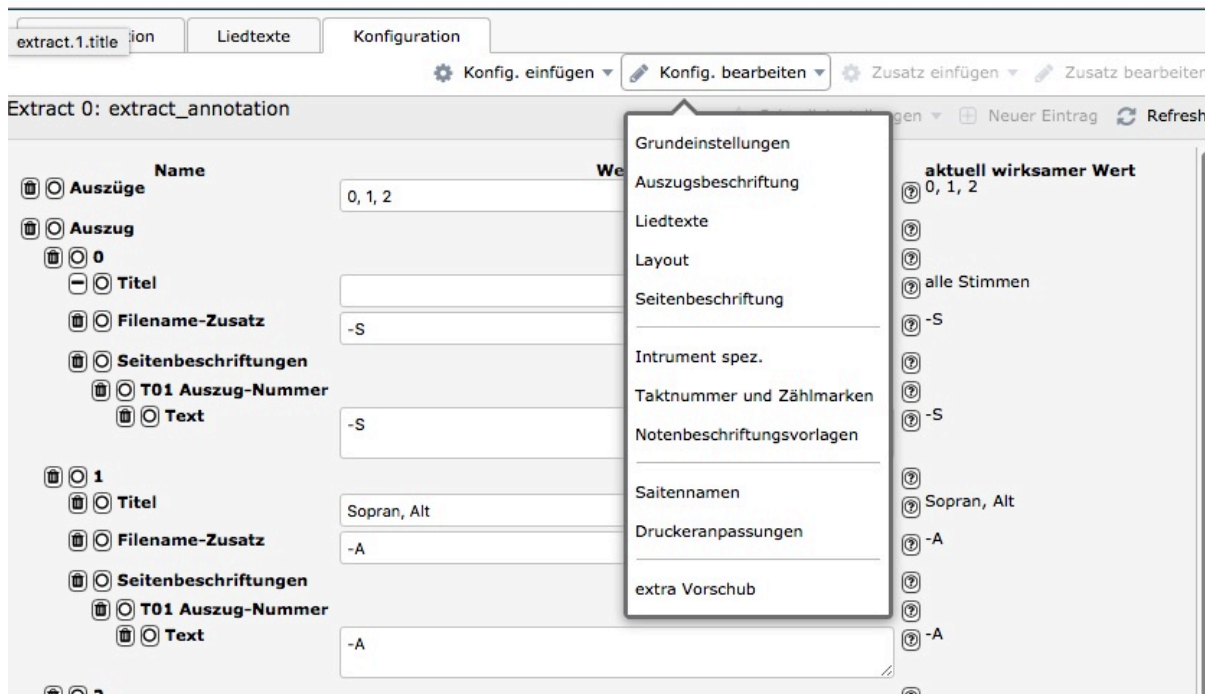 extract.1.title
ion
Liedtexte
Konfiguration
Konfig. einfügen
Konfig. bearbeiten
Zusatz einfügen
Zusatz bearbeiten
Extract 0: extract_annotation
gen
Neuer Eintrag
Refresh
Name
We
aktuell wirksamer Wert
Auszüge
0, 1, 2
0, 1, 2
Auszug
0
Titel
alle Stimmen
Filename-Zusatz
-S
-S
Seitenbeschriftungen
T01 Auszug-Nummer
Text
-S
-S
1
Titel
Sopran, Alt
Sopran, Alt
Filename-Zusatz
-A
-A
Seitenbeschriftungen
T01 Auszug-Nummer
Text
-A
-A
Grundeinstellungen
Auszugsbeschriftung
Liedtexte
Layout
Seitenbeschriftung
Intrument spez.
Taktnummer und Zählmarken
Notenbeschriftungsvorlagen
Saitennamen
Druckeranpassungen
extra Vorschub